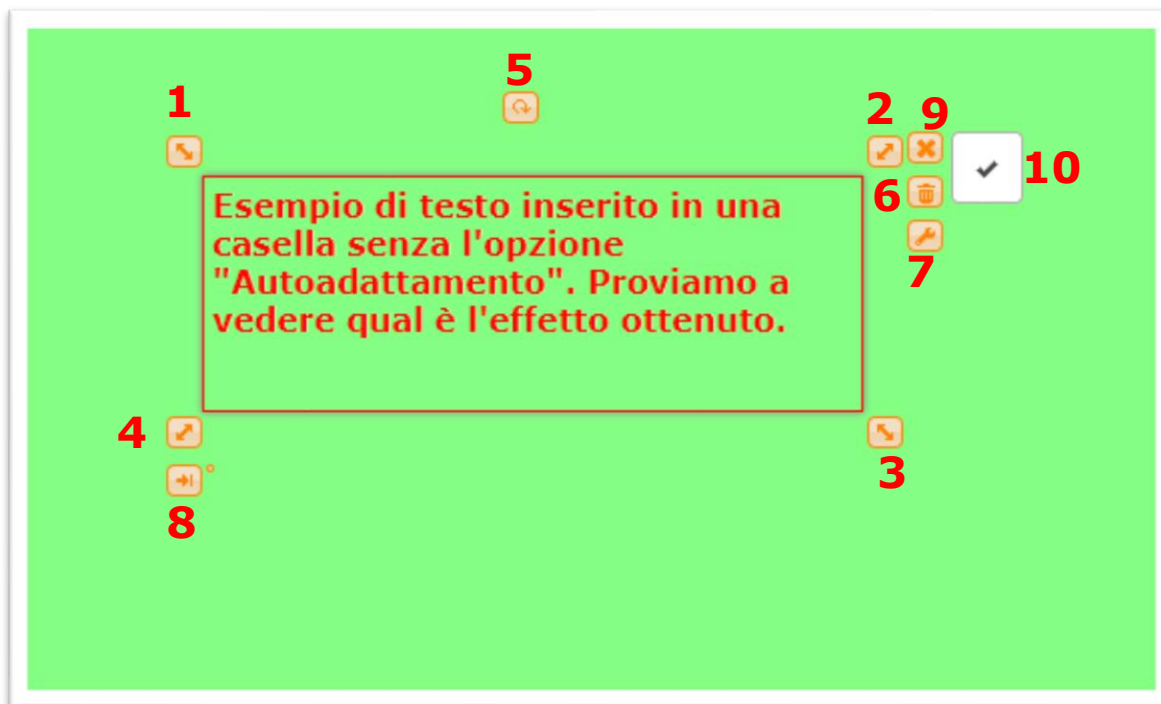 5
1
2 9
10
6
7
Esempio di testo inserito in una
casella senza l'opzione
"Autoadattamento". Proviamo a
vedere qual è l'effetto ottenuto.
4
3
8